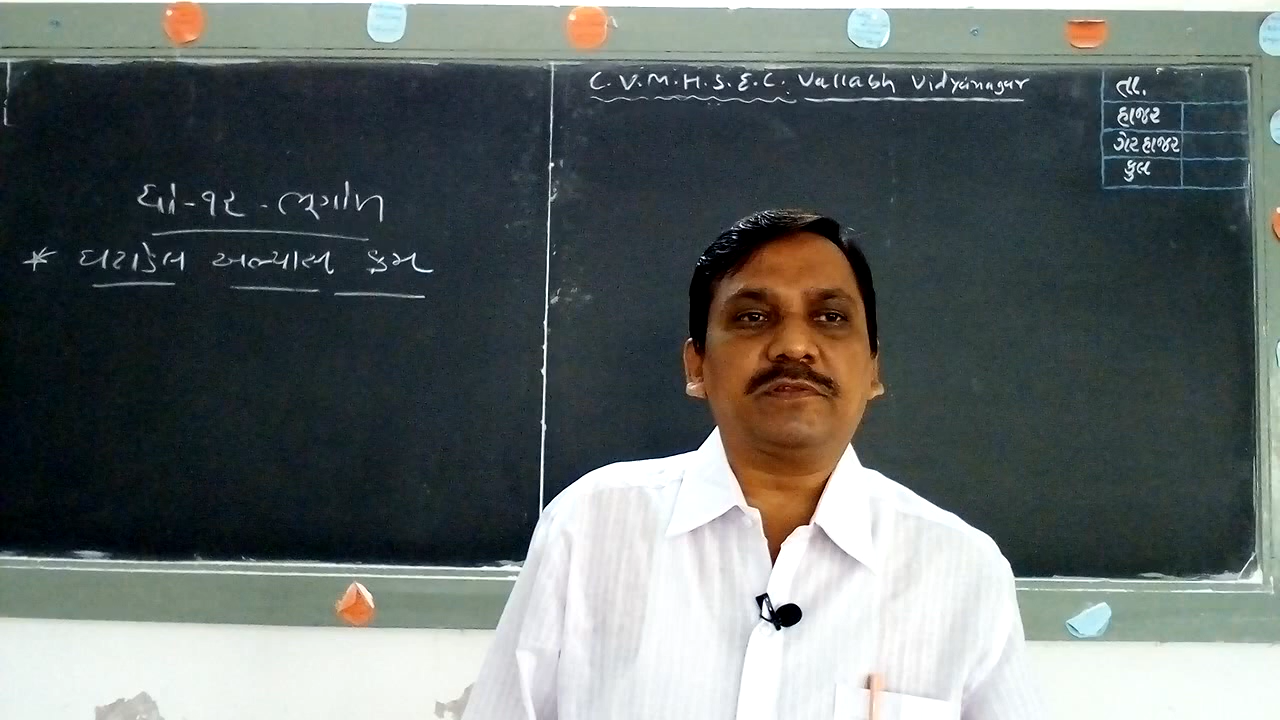 ધો-૧૨ - ભૂગોળ
* ઘટાડેલ અભ્યાસ ક્રમ
C.V.M.H.S.E.C. Vallabh Vidyanagar
તા.
હાજર
ગેરહાજર
કુલ